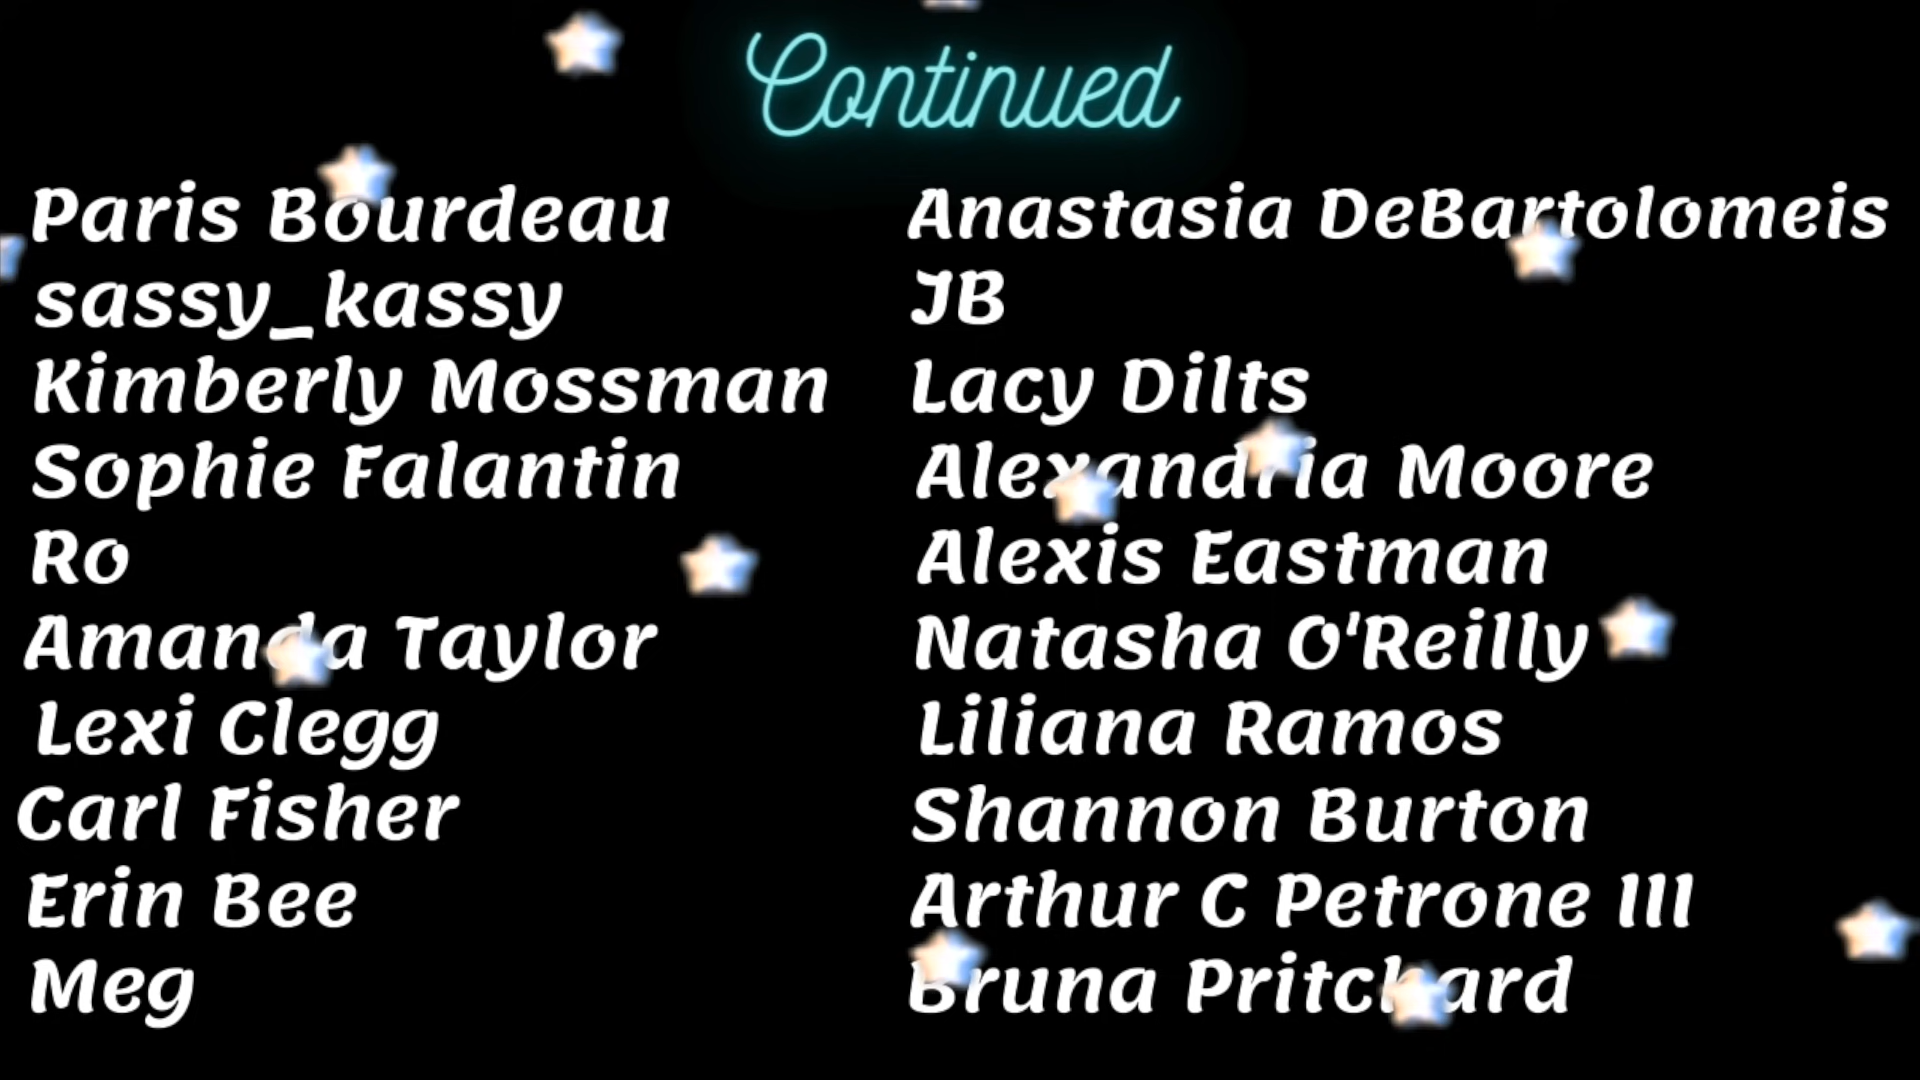 Continued
Paris Bourdeau
sassy_kassy
Kimberly Mossman
Sophie Falantin
Ro
Amanda Taylor
Lexi Clegg
Carl Fisher
Erin Bee
Meg
Anastasia DeBartolomeis
JB
Lacy Dilts
Alexandria Moore
Alexis Eastman
Natasha O'Reilly
Liliana Ramos
Shannon Burton
Arthur C Petrone III
Bruna Pritchard